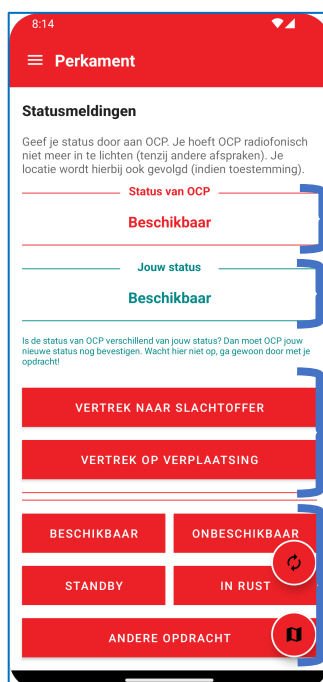 8:14
Perkament
Statusmeldingen
Geef je status door aan OCP. Je hoeft OCP radiofonisch
niet meer in te lichten (tenzij andere afspraken). Je
locatie wordt hierbij ook gevolgd (indien toestemming).
Status van OCP
Beschikbaar
Jouw status
Beschikbaar
Is de status van OCP verschillend van jouw status? Dan moet OCP jouw
nieuwe status nog bevestigen. Wacht hier niet op, ga gewoon door met je
opdracht!
VERTREK NAAR SLACHTOFFER
VERTREK OP VERPLAATSING
BESCHIKBAAR ONBESCHIKBAAR
STANDBY IN RUST
ANDERE OPDRACHT